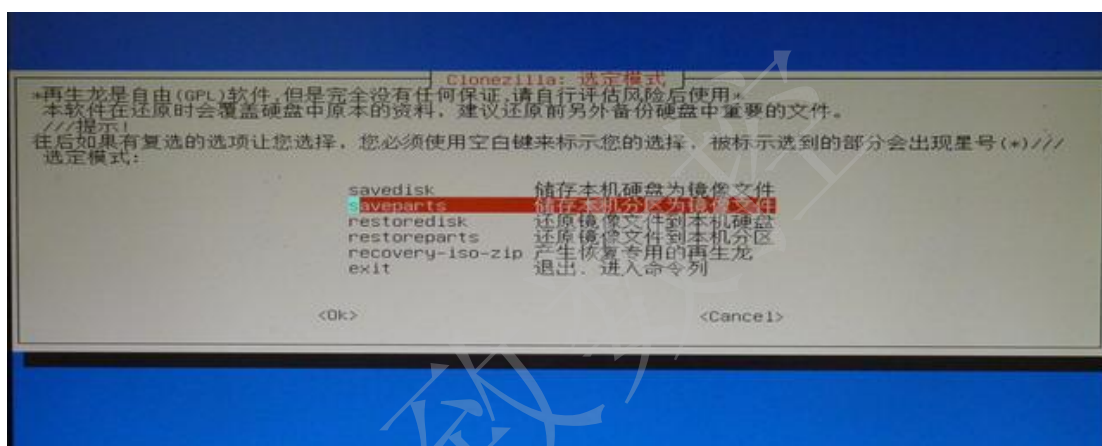 Clonezilla: 选定模式
*再生龙是自由(GPL)软件,但是完全没有任何保证,请自行评估风险后使用*
本软件在还原时会覆盖硬盘中原本的资料，建议还原前另外备份硬盘中重要的文件。
///提示!
往后如果有复选的选项让您选择，您必须使用空白键来标示您的选择．被标示选到的部分会出现星号(*)///
选定模式:
savedisk 储存本机硬盘为镜像文件
saveparts 储存本机分区为镜像文件
restoredisk 还原镜像文件到本机硬盘
restoreparts 还原镜像文件到本机分区
recovery-iso-zip 产生恢复专用的再生龙
exit 退出．进入命令列
<Ok> <Cancel>